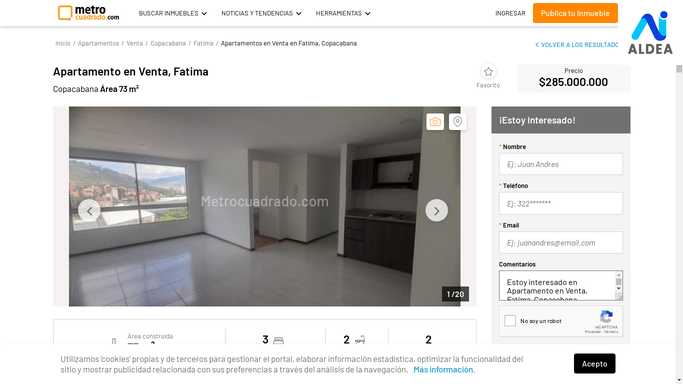 metro
cuadrado.com
BUSCAR INMUEBLES
NOTICIAS Y TENDENCIAS
HERRAMIENTAS
INGRESAR
Publica tu Inmueble
ALDEA
Inicio / Apartamentos / Venta / Copacabana / Fatima / Apartamentos en Venta en Fatima, Copacabana
VOLVER A LOS RESULTADO
Apartamento en Venta, Fatima
Copacabana Área 73 m²
Favorito
Precio
$285.000.000
Metrocuadrado.com
1 /20
¡Estoy Interesado!
* Nombre
Ej: Juan Andres
* Teléfono
Ej: 322*******
* Email
Ej: juanandres@email.com
Comentarios
Estoy interesado en
Apartamento en Venta,
Fatima, Copacabana
No soy un robot
reCAPTCHA
Privacidad - Términos
Área construida
3
2
2
Utilizamos 'cookies' propias y de terceros para gestionar el portal, elaborar información estadística, optimizar la funcionalidad del
sitio y mostrar publicidad relacionada con sus preferencias a través del análisis de la navegación. Más información.
Acepto